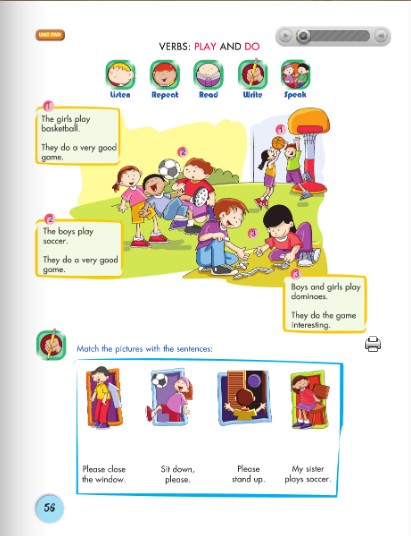 UNIT TWO
VERBS: PLAY AND DO
Listen Repeat Read Write Speak
1
The girls play
basketball.
They do a very good
game.
1
2
2
The boys play
soccer.
They do a very good
game.
3
3
Boys and girls play
dominoes.
They do the game
interesting.
Match the pictures with the sentences:
Please close
the window.
Sit down,
please.
Please
stand up.
My sister
plays soccer.
56